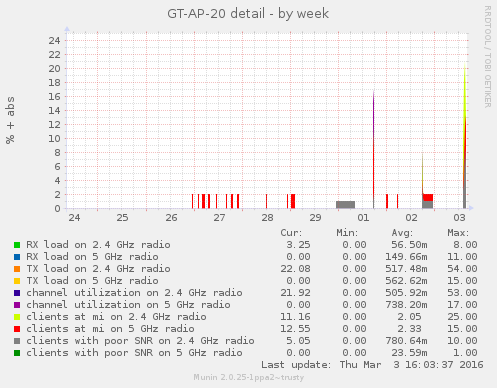 GT-AP-20 detail - by week
RRDTOOL / TOBI OETIKER
% + abs
24
22
20
18
16
14
12
10
8
6
4
2
0
24 25 26 27 28 29 01 02 03
Cur: Min: Avg: Max:
RX load on 2.4 GHz radio 3.25 0.00 56.50m 8.00
RX load on 5 GHz radio 0.00 0.00 149.66m 11.00
TX load on 2.4 GHz radio 22.08 0.00 517.48m 54.00
TX load on 5 GHz radio 0.00 0.00 562.62m 15.00
channel utilization on 2.4 GHz radio 21.92 0.00 505.92m 53.00
channel utilization on 5 GHz radio 0.00 0.00 738.20m 17.00
clients at mi on 2.4 GHz radio 11.16 0.00 2.05 25.00
clients at mi on 5 GHz radio 12.55 0.00 2.33 15.00
clients with poor SNR on 2.4 GHz radio 5.05 0.00 780.64m 10.00
clients with poor SNR on 5 GHz radio 0.00 0.00 23.59m 1.00
Last update: Thu Mar 3 16:03:37 2016
Munin 2.0.25-1ppa2~trusty